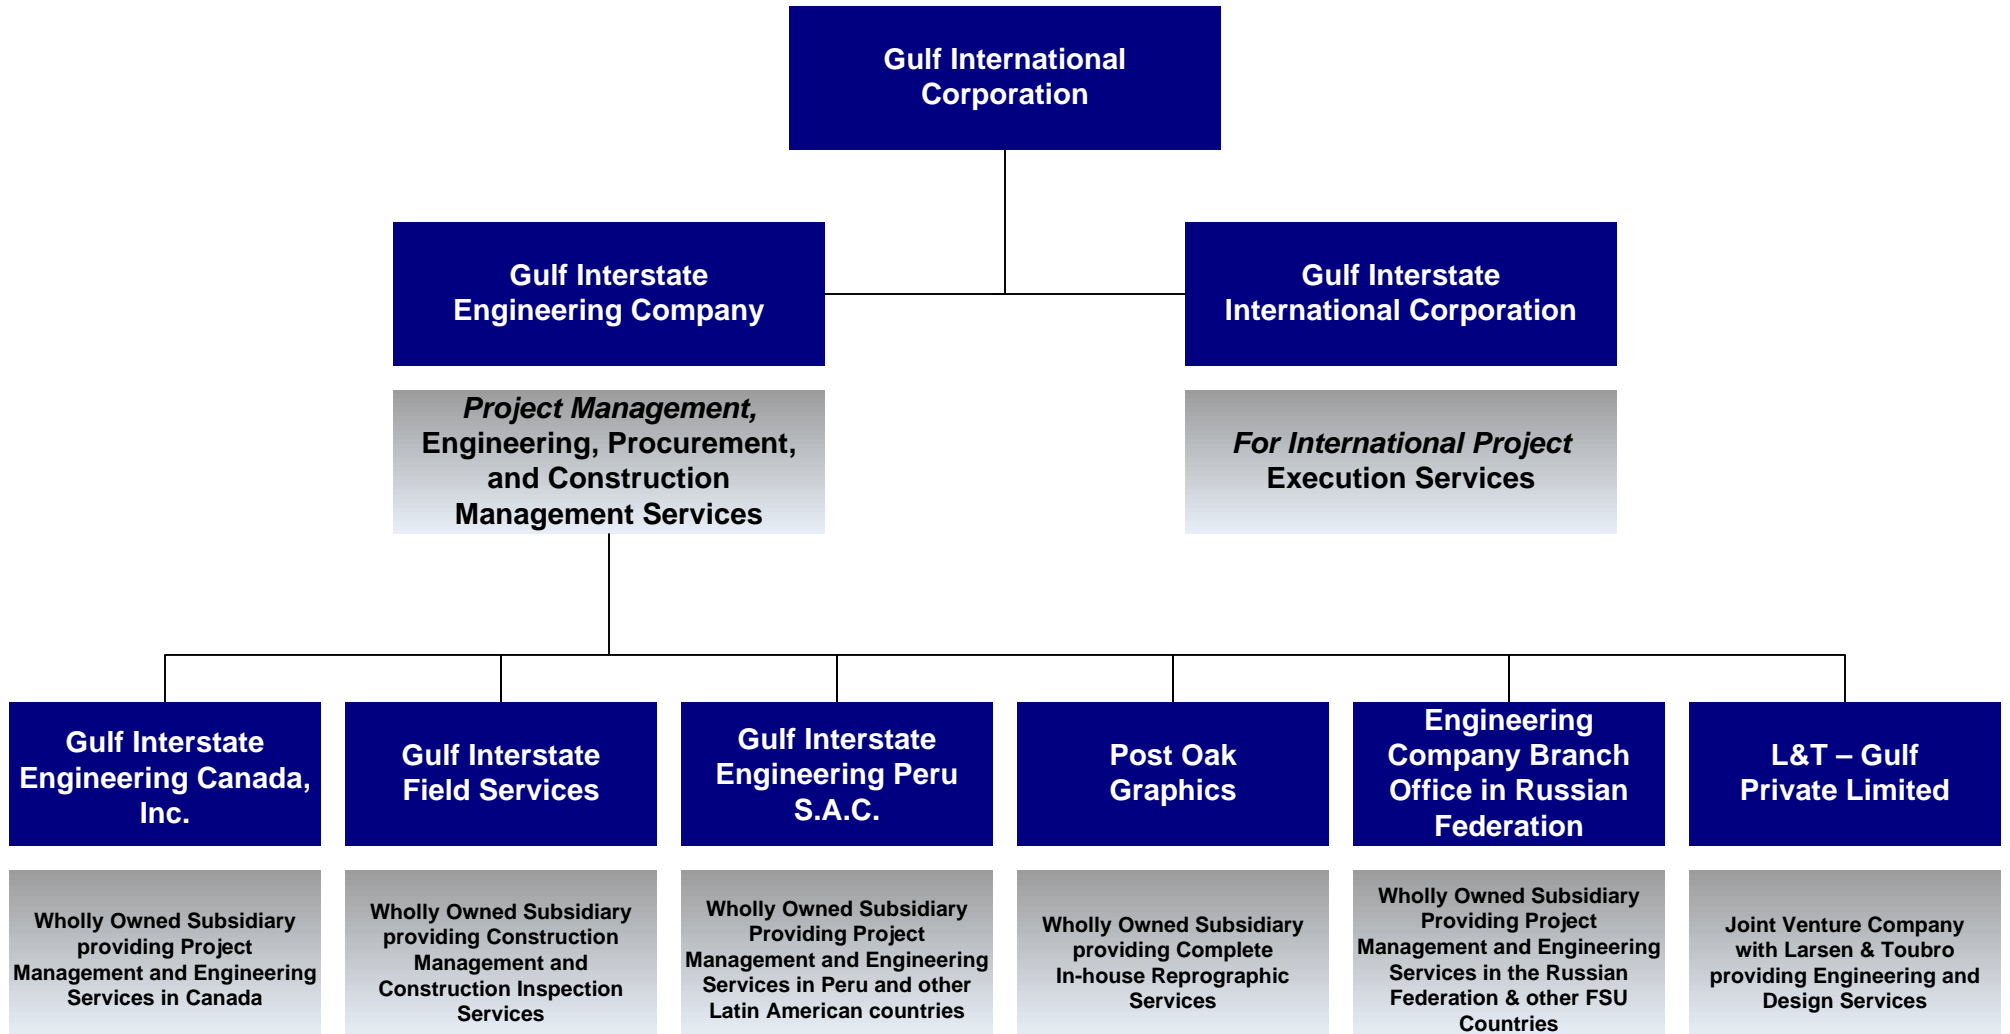 Gulf International
Corporation
Gulf Interstate
Engineering Company
Gulf Interstate
International Corporation
Project Management,
Engineering, Procurement,
and Construction
Management Services
For International Project
Execution Services
Gulf Interstate
Engineering Canada,
Inc.
Gulf Interstate
Field Services
Gulf Interstate
Engineering Peru
S.A.C.
Post Oak
Graphics
Engineering
Company Branch
Office in Russian
Federation
L&T – Gulf
Private Limited
Wholly Owned Subsidiary
providing Project
Management and Engineering
Services in Canada
Wholly Owned Subsidiary
providing Construction
Management and
Construction Inspection
Services
Wholly Owned Subsidiary
Providing Project
Management and Engineering
Services in Peru and other
Latin American countries
Wholly Owned Subsidiary
providing Complete
In-house Reprographic
Services
Wholly Owned Subsidiary
Providing Project
Management and Engineering
Services in the Russian
Federation & other FSU
Countries
Joint Venture Company
with Larsen & Toubro
providing Engineering and
Design Services